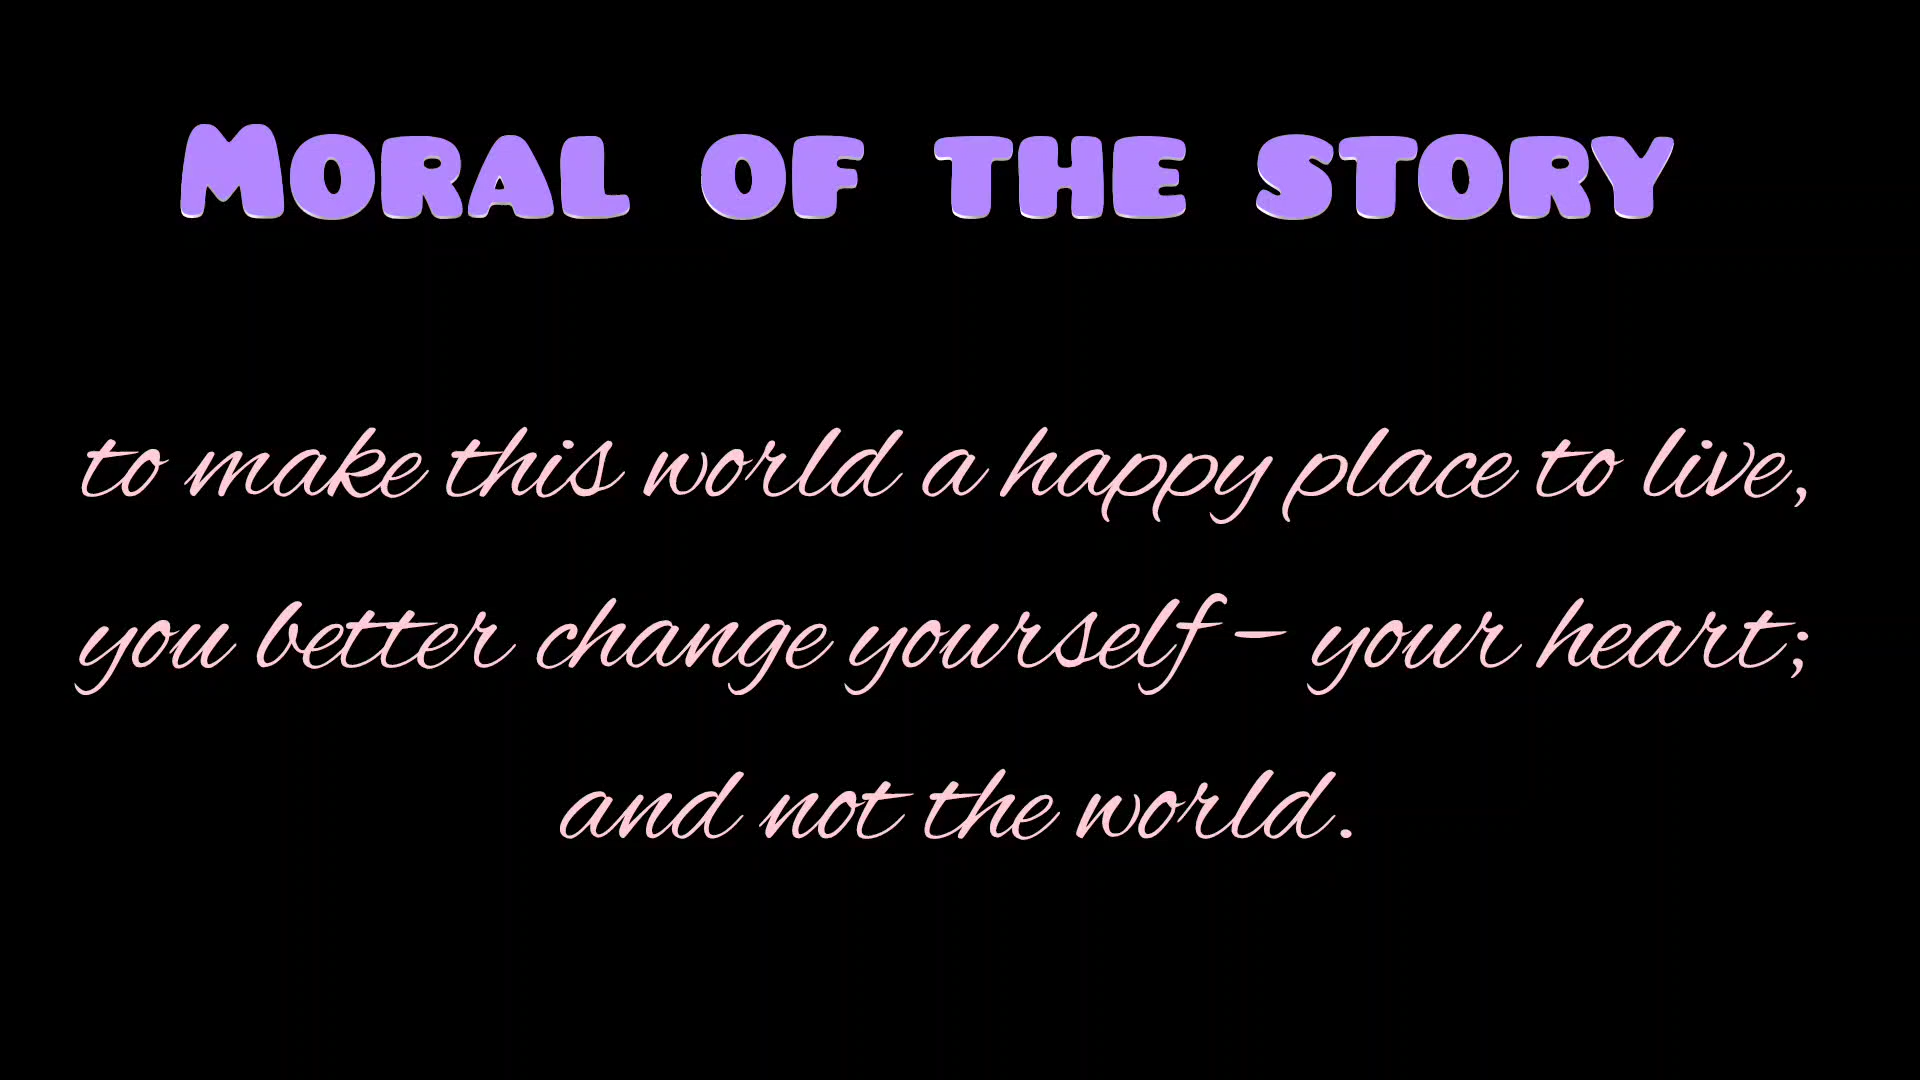 Moral of the story
to make this world a happy place to live,
you better change yourself - your heart;
and not the world.